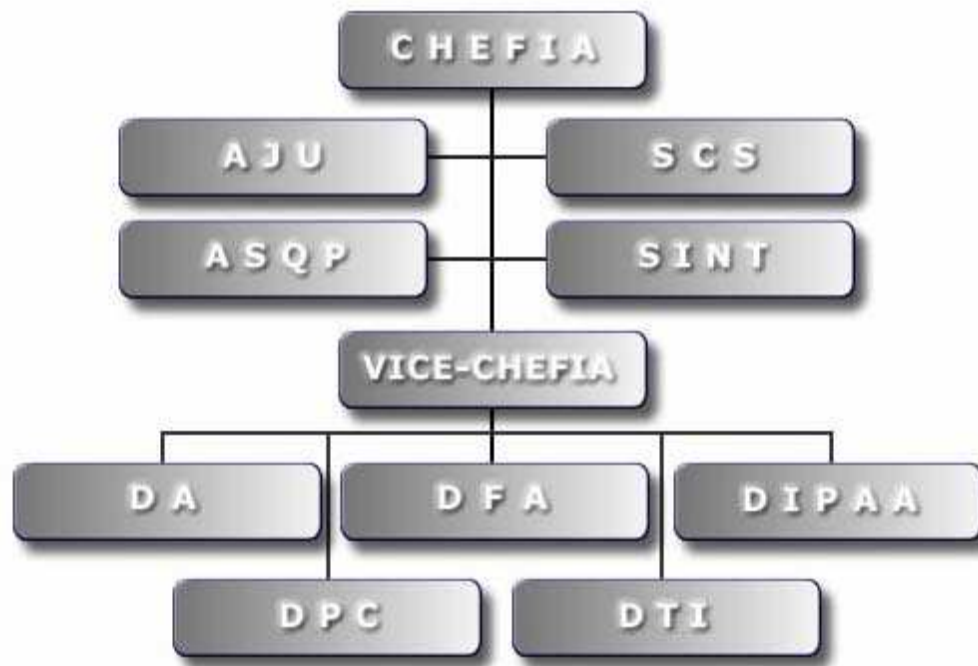 CHEFIA
AJU
SCS
ASQP
SINT
VICE-CHEFIA
DA
DFA
DIPAA
DPC
DTI